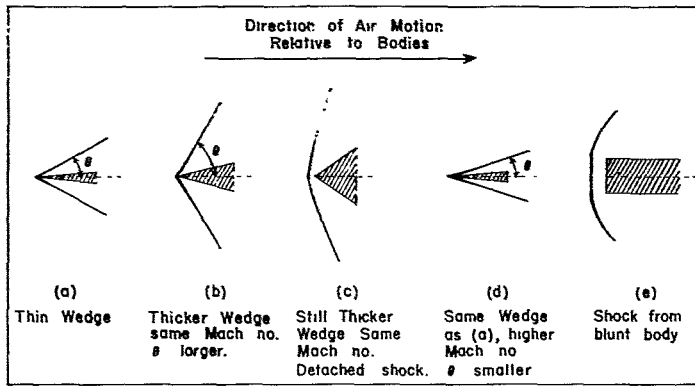 Direction of Air Motion
Relative to Bodies
θ
θ
θ
(a)
(b)
(c)
(d)
(e)
Thin Wedge
Thicker Wedge
same Mach no.
θ larger.
Still Thicker
Wedge Same
Mach no.
Detached shock.
Same Wedge
as (a), higher
Mach no
θ smaller
Shock from
blunt body